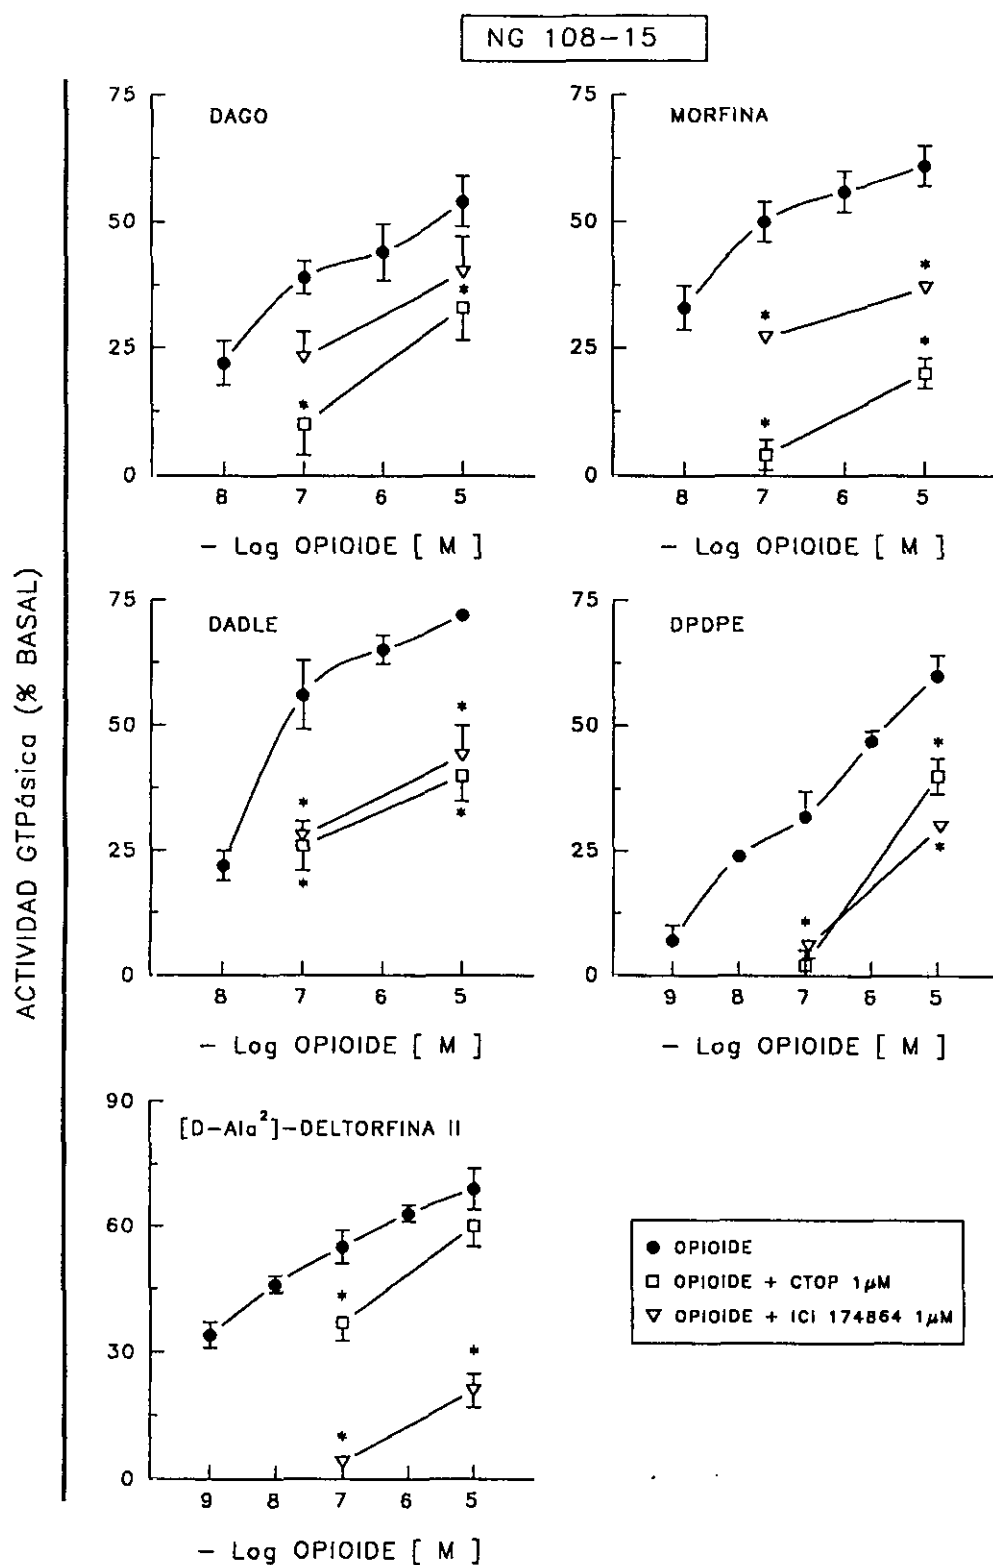 NG 108-15
ACTIVIDAD GTPásica (% BASAL)
DAGO
75
50
25
0
8 7 6 5
- Log OPIOIDE [ M ]
MORFINA
75
50
25
0
8 7 6 5
- Log OPIOIDE [ M ]
DADLE
75
50
25
0
8 7 6 5
- Log OPIOIDE [ M ]
DPDPE
75
50
25
0
9 8 7 6 5
- Log OPIOIDE [ M ]
[D-Ala²]-DELTORFINA II
90
60
30
0
9 8 7 6 5
- Log OPIOIDE [ M ]
● OPIOIDE
□ OPIOIDE + CTOP 1μM
▽ OPIOIDE + ICI 174864 1μM